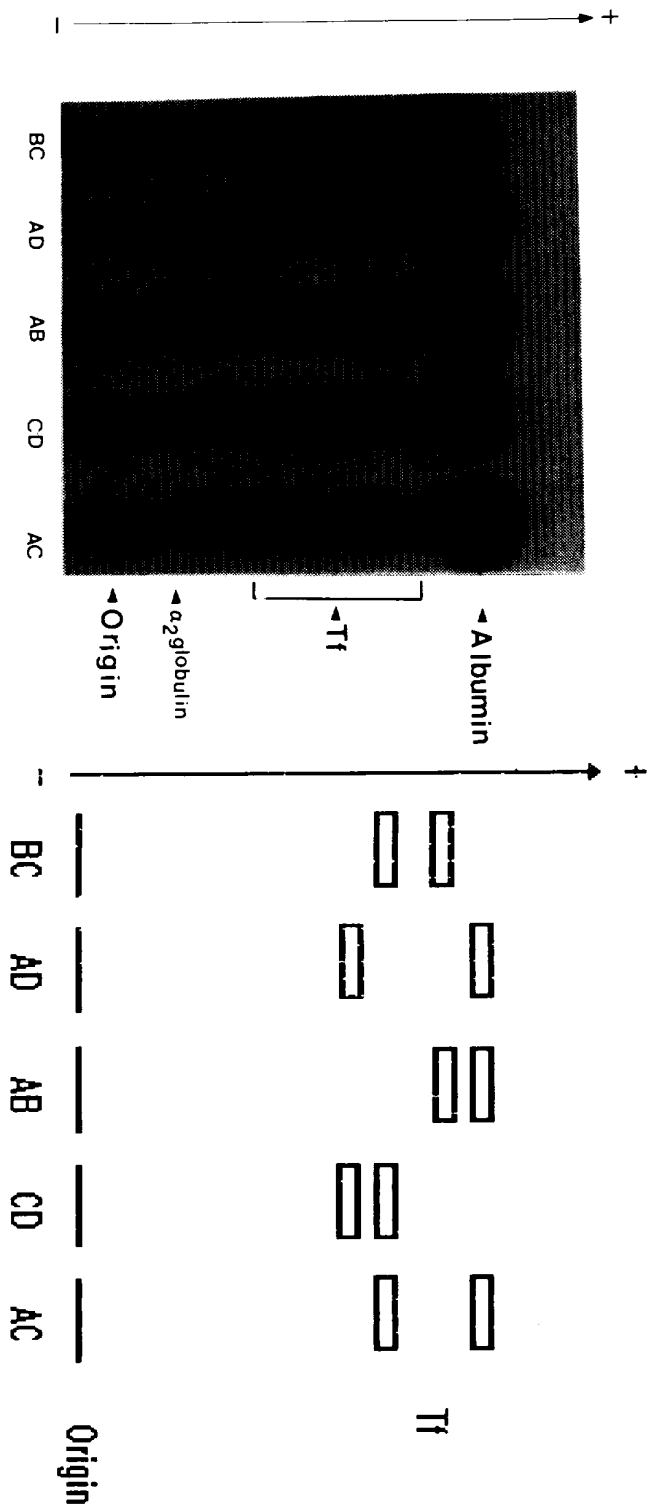 +
−
BC AD AB CD AC
◄ Albumin
◄ Tf
◄ α₂globulin
◄ Origin
+
−
BC AD AB CD AC
Tf
Origin